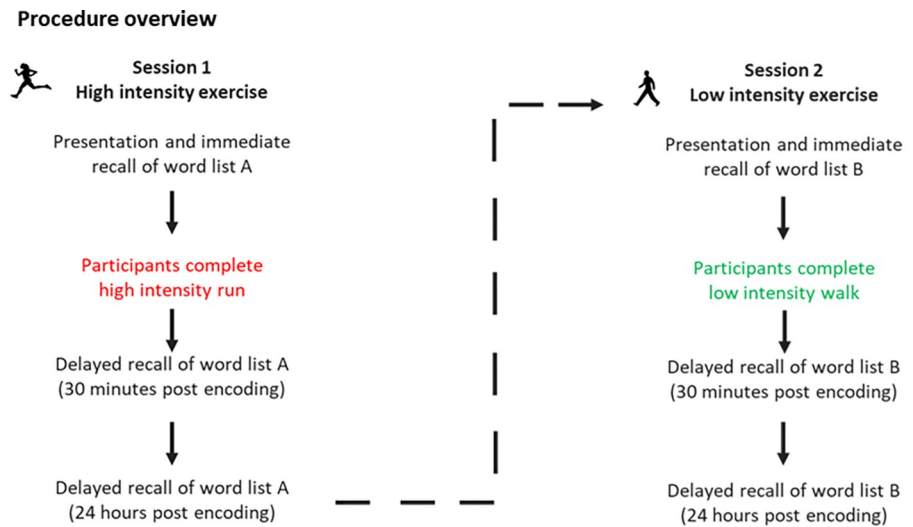 Procedure overview
Session 1
High intensity exercise
Presentation and immediate
recall of word list A
Participants complete
high intensity run
Delayed recall of word list A
(30 minutes post encoding)
Delayed recall of word list A
(24 hours post encoding)
Session 2
Low intensity exercise
Presentation and immediate
recall of word list B
Participants complete
low intensity walk
Delayed recall of word list B
(30 minutes post encoding)
Delayed recall of word list B
(24 hours post encoding)